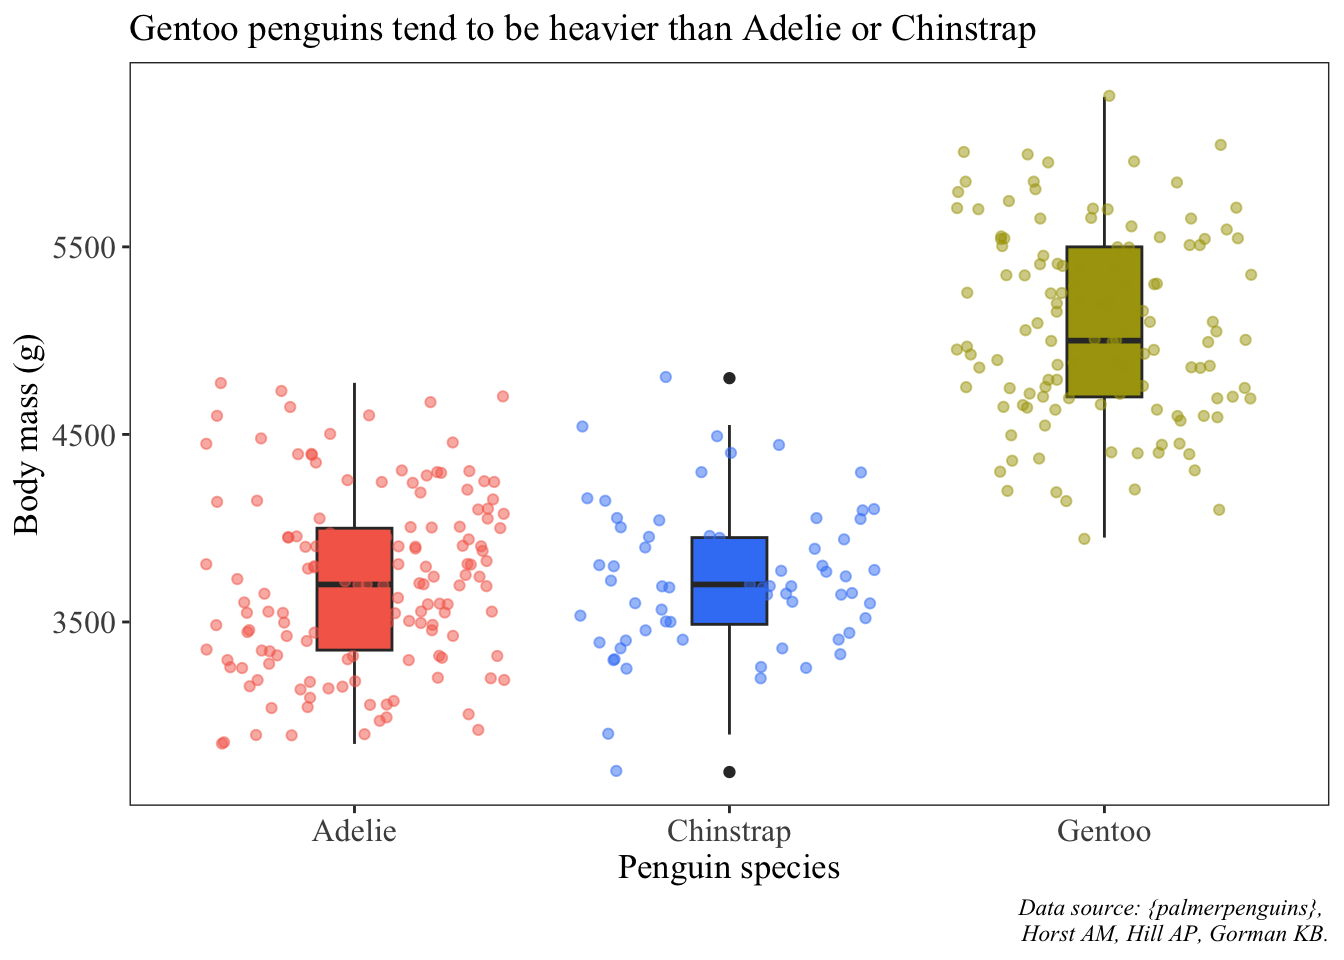 Gentoo penguins tend to be heavier than Adelie or Chinstrap
Body mass (g)
5500
4500
3500
Adelie Chinstrap Gentoo
Penguin species
Data source: {palmerpenguins},
Horst AM, Hill AP, Gorman KB.